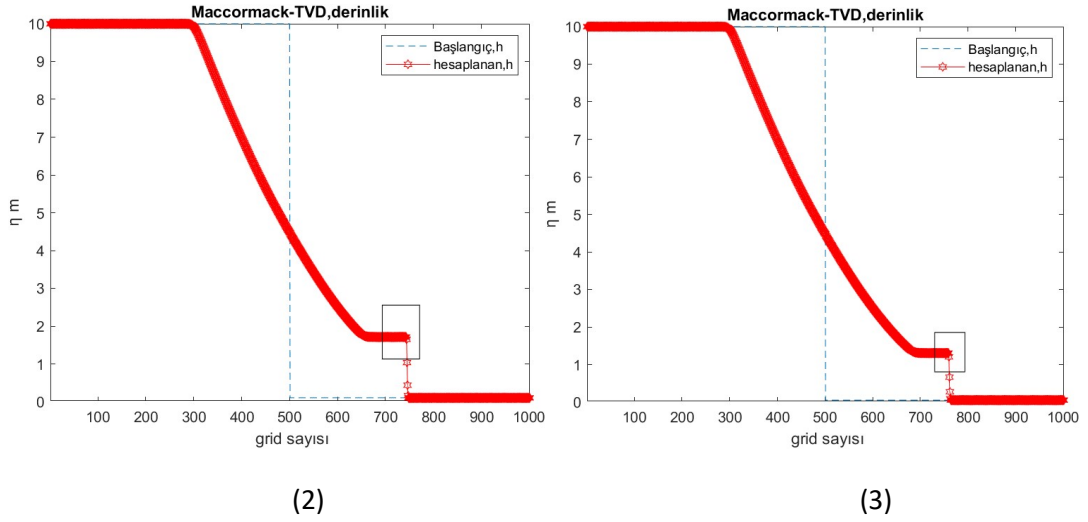 Maccormack-TVD,derinlik
Başlangıç,h
hesaplanan,h
10
9
8
7
6
5
4
3
2
1
0
η m
100 200 300 400 500 600 700 800 900 1000
grid sayısı
(2)
Maccormack-TVD,derinlik
Başlangıç,h
hesaplanan,h
10
9
8
7
6
5
4
3
2
1
0
η m
100 200 300 400 500 600 700 800 900 1000
grid sayısı
(3)